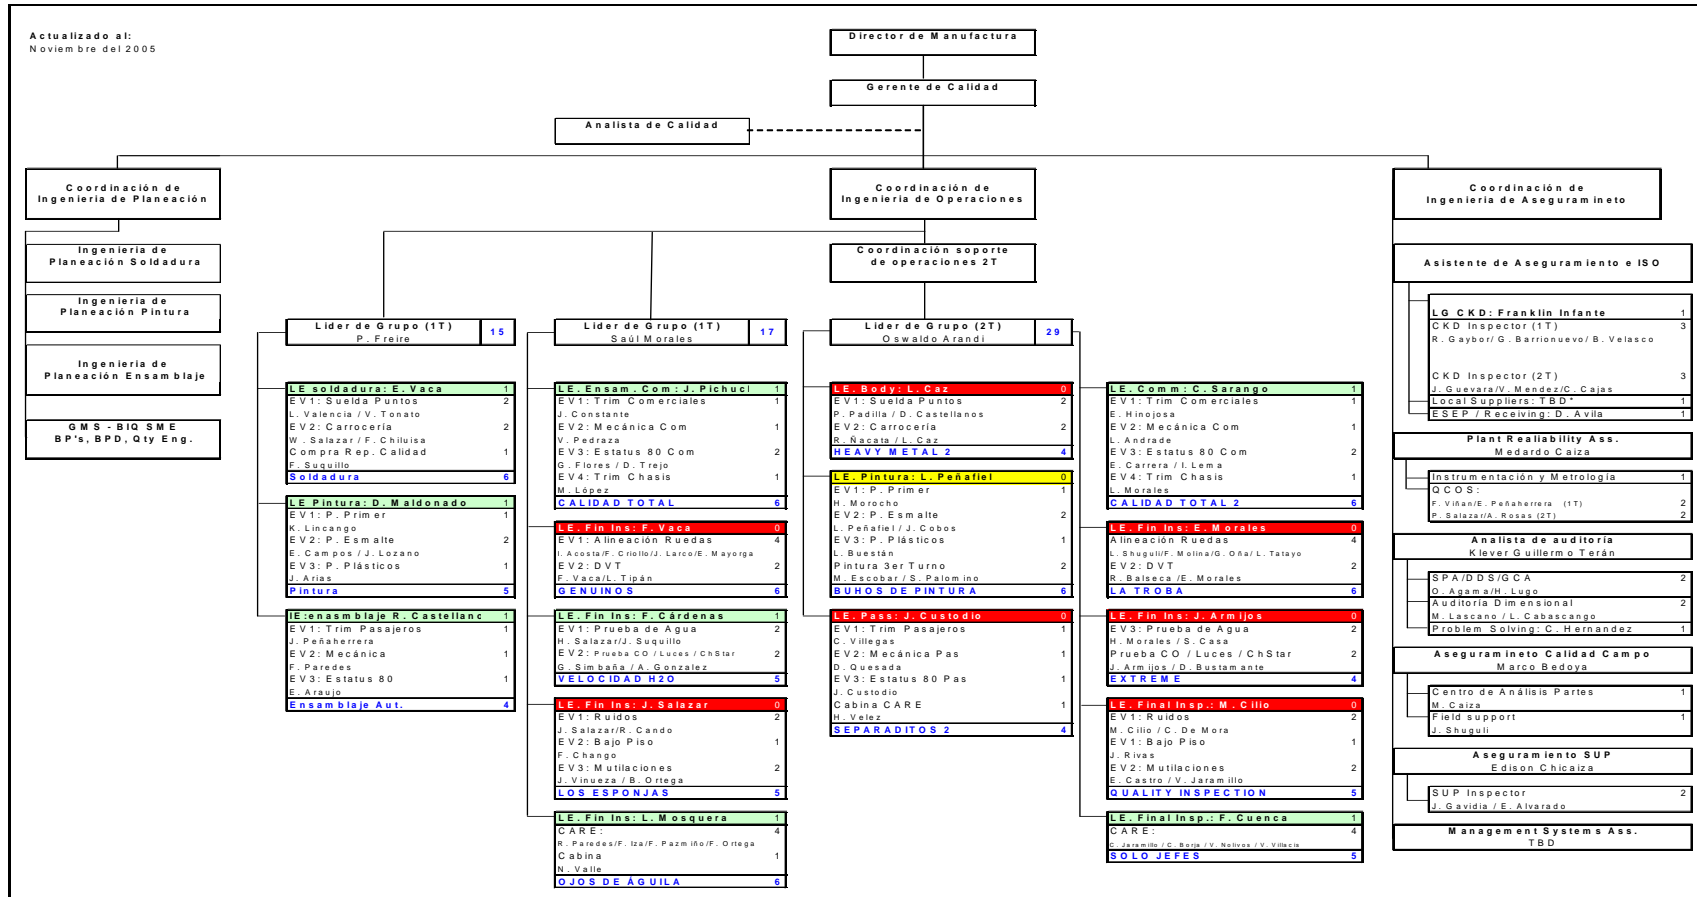 Actualizado al:
Noviembre del 2005
Director de Manufactura
Gerente de Calidad
Analista de Calidad
Coordinación de
Ingenieria de Planeación
Ingenieria de
Planeación Soldadura
Ingenieria de
Planeación Pintura
Ingenieria de
Planeación Ensamblaje
GMS - BIQ SME
BP's, BPD, Qty Eng.
Coordinación de
Ingenieria de Operaciones
Coordinación soporte
de operaciones 2T
Lider de Grupo (1T) 15
P. Freire
LE soldadura: E. Vaca 1
EV1: Suelda Puntos 2
L. Valencia / V. Tonato
EV2: Carrocería 2
W. Salazar / F. Chiluisa
Compra Rep. Calidad 1
F. Suquillo
Soldadura 6
LE Pintura: D. Maldonado 1
EV1: P. Primer 1
K. Lincango
EV2: P. Esmalte 2
E. Campos / J. Lozano
EV3: P. Plásticos 1
J. Arias
Pintura 5
lE:enasmblaje R. Castellanc 1
EV1: Trim Pasajeros 1
J. Peñaherrera
EV2: Mecánica 1
F. Paredes
EV3: Estatus 80 1
E. Araujo
Ensamblaje Aut. 4
Lider de Grupo (1T) 17
Saúl Morales
LE. Ensam. Com: J. Pichucl 1
EV1: Trim Comerciales 1
J. Constante
EV2: Mecánica Com 1
V. Pedraza
EV3: Estatus 80 Com 2
G. Flores / D. Trejo
EV4: Trim Chasis 1
M. López
CALIDAD TOTAL 6
LE. Fin Ins: F. Vaca 0
EV1: Alineación Ruedas 4
I. Acosta/F. Criollo/J. Larco/E. Mayorga
EV2: DVT 2
F. Vaca/L. Tipán
GENUINOS 6
LE. Fin Ins: F. Cárdenas 1
EV1: Prueba de Agua 2
H. Salazar/J. Suquillo
EV2: Prueba CO / Luces / ChStar 2
G. Simbaña / A. Gonzalez
VELOCIDAD H2O 5
LE. Fin Ins: J. Salazar 0
EV1: Ruidos 2
J. Salazar/R. Cando
EV2: Bajo Piso 1
F. Chango
EV3: Mutilaciones 2
J. Vinueza / B. Ortega
LOS ESPONJAS 5
LE. Fin Ins: L. Mosquera 1
CARE: 4
R. Paredes/F. Iza/F. Pazmiño/F. Ortega
Cabina 1
N. Valle
OJOS DE ÁGUILA 6
Lider de Grupo (2T) 29
Oswaldo Arandi
LE. Body: L. Caz 0
EV1: Suelda Puntos 2
P. Padilla / D. Castellanos
EV2: Carrocería 2
R. Ñacata / L. Caz
HEAVY METAL 2 4
LE. Pintura: L. Peñafiel 0
EV1: P. Primer 1
H. Morocho
EV2: P. Esmalte 2
L. Peñafiel / J. Cobos
EV3: P. Plásticos 1
L. Buestán
Pintura 3er Turno 2
M. Escobar / S. Palomino
BUHOS DE PINTURA 6
LE. Pass: J. Custodio 0
EV1: Trim Pasajeros 1
C. Villegas
EV2: Mecánica Pas 1
D. Quesada
EV3: Estatus 80 Pas 1
J. Custodio
Cabina CARE 1
H. Velez
SEPARADITOS 2 4
LE. Comm: C. Sarango 1
EV1: Trim Comerciales 1
E. Hinojosa
EV2: Mecánica Com 1
L. Andrade
EV3: Estatus 80 Com 2
E. Carrera / I. Lema
EV4: Trim Chasis 1
L. Morales
CALIDAD TOTAL 2 6
LE. Fin Ins: E. Morales 0
Alineación Ruedas 4
L. Shuguli/F. Molina/G. Oña/ L. Tatayo
EV2: DVT 2
R. Balseca /E. Morales
LA TROBA 6
LE. Fin Ins: J. Armijos 0
EV3: Prueba de Agua 2
H. Morales / S. Casa
Prueba CO / Luces / ChStar 2
J. Armijos / D. Bustamante
EXTREME 4
LE. Final Insp.: M. Cilio 0
EV1: Ruidos 2
M. Cilio / C. De Mora
EV1: Bajo Piso 1
J. Rivas
EV2: Mutilaciones 2
E. Castro / V. Jaramillo
QUALITY INSPECTION 5
LE. Final Insp.: F. Cuenca 1
CARE: 4
C. Jaramillo / C. Borja / V. Nolivos / V. Villacis
SOLO JEFES 5
Coordinación de
Ingenieria de Aseguramineto
Asistente de Aseguramiento e ISO
LG CKD: Franklin Infante 1
CKD Inspector (1T) 3
R. Gaybor/ G. Barrionuevo/ B. Velasco
CKD Inspector (2T) 3
J. Guevara/V. Mendez/C. Cajas
Local Suppliers: TBD* 1
ESEP / Receiving: D. Avila 1
Plant Realiability Ass.
Medardo Caiza
Instrumentación y Metrología 1
QCOS:
F. Viñan/E. Peñaherrera (1T) 2
P. Salazar/A. Rosas (2T) 2
Analista de auditoría
Klever Guillermo Terán
SPA/DDS/GCA 2
O. Agama/H. Lugo
Auditoría Dimensional 2
M. Lascano / L. Cabascango
Problem Solving: C. Hernandez 1
Aseguramineto Calidad Campo
Marco Bedoya
Centro de Análisis Partes 1
M. Caiza
Field support 1
J. Shuguli
Aseguramiento SUP
Edison Chicaiza
SUP Inspector 2
J. Gavidia / E. Alvarado
Management Systems Ass.
TBD